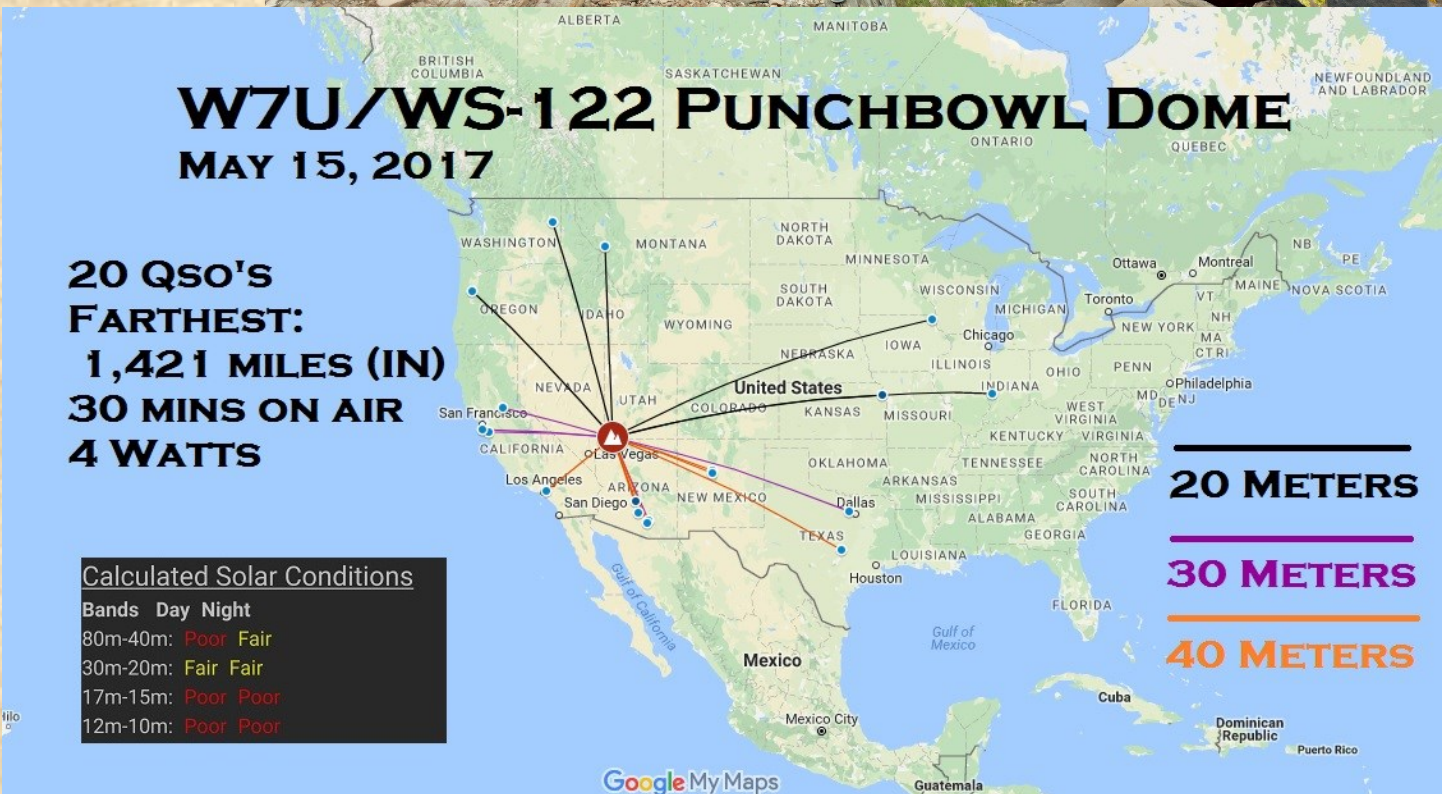 W7U/WS-122 PUNCHBOWL DOME
MAY 15, 2017
20 QSO'S
FARTHEST:
1,421 MILES (IN)
30 MINS ON AIR
4 WATTS
Calculated Solar Conditions
Bands Day Night
80m-40m: Poor Fair
30m-20m: Fair Fair
17m-15m: Poor Poor
12m-10m: Poor Poor
20 METERS
30 METERS
40 METERS
ALBERTA
MANITOBA
BRITISH
COLUMBIA
SASKATCHEWAN
NEWFOUNDLAND
AND LABRADOR
ONTARIO
QUEBEC
WASHINGTON
MONTANA
NORTH
DAKOTA
MINNESOTA
Ottawa
Montreal
NB
PE
MAINE
NOVA SCOTIA
OREGON
IDAHO
SOUTH
DAKOTA
WISCONSIN
MICHIGAN
Toronto
VT
NH
WYOMING
NEW YORK
MA
CT RI
Chicago
IOWA
NEBRASKA
ILLINOIS
OHIO
PENN
Philadelphia
NEVADA
UTAH
United States
INDIANA
MD
DE
NJ
San Francisco
COLORADO
KANSAS
MISSOURI
WEST
VIRGINIA
KENTUCKY
VIRGINIA
CALIFORNIA
Las Vegas
OKLAHOMA
TENNESSEE
NORTH
CAROLINA
Los Angeles
ARIZONA
NEW MEXICO
ARKANSAS
SOUTH
CAROLINA
San Diego
Dallas
MISSISSIPPI
ALABAMA
GEORGIA
TEXAS
LOUISIANA
Houston
FLORIDA
Gulf of California
Gulf of
Mexico
Mexico
Cuba
Hilo
Mexico City
Dominican
Republic
Puerto Rico
Guatemala
Google My Maps